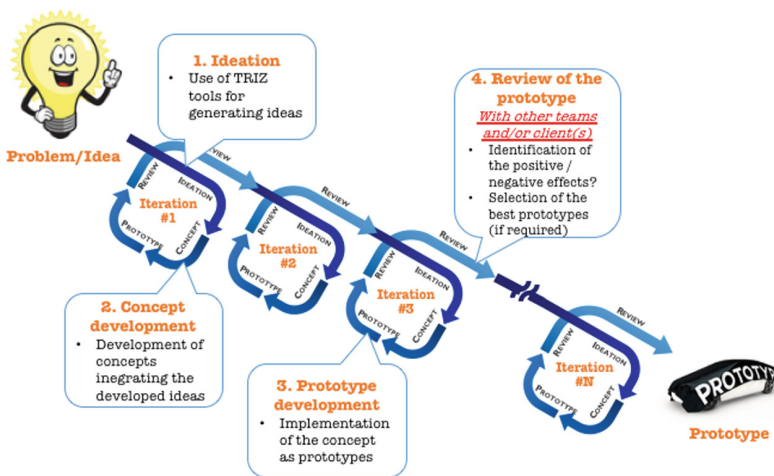 Problem/Idea
1. Ideation
• Use of TRIZ
tools for
generating ideas
4. Review of the
prototype
With other teams
and/or client(s)
• Identification of
the positive /
negative effects?
• Selection of the
best prototypes
(if required)
REVIEW
IDEATION
CONCEPT
PROTOTYPE
REVIEW
Iteration
#1
REVIEW
IDEATION
CONCEPT
PROTOTYPE
REVIEW
Iteration
#2
REVIEW
IDEATION
CONCEPT
PROTOTYPE
REVIEW
Iteration
#3
REVIEW
IDEATION
CONCEPT
PROTOTYPE
REVIEW
Iteration
#N
2. Concept
development
• Development of
concepts
inegrating the
developed ideas
3. Prototype
development
• Implementation
of the concept
as prototypes
PROTOTYPE
Prototype